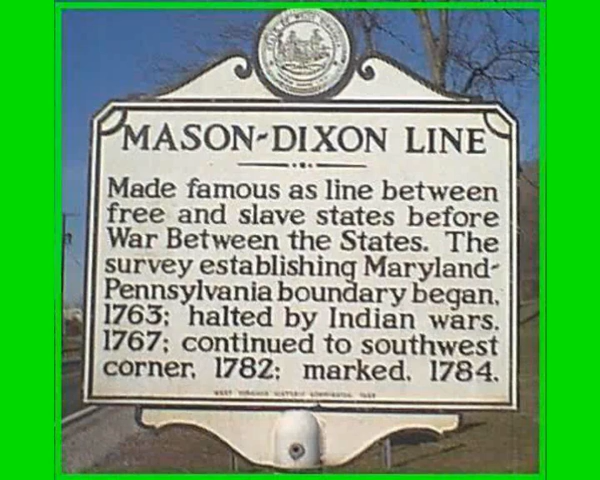 MASON-DIXON LINE
Made famous as line between
free and slave states before
War Between the States. The
survey establishing Maryland-
Pennsylvania boundary began,
1763; halted by Indian wars,
1767; continued to southwest
corner, 1782; marked, 1784.